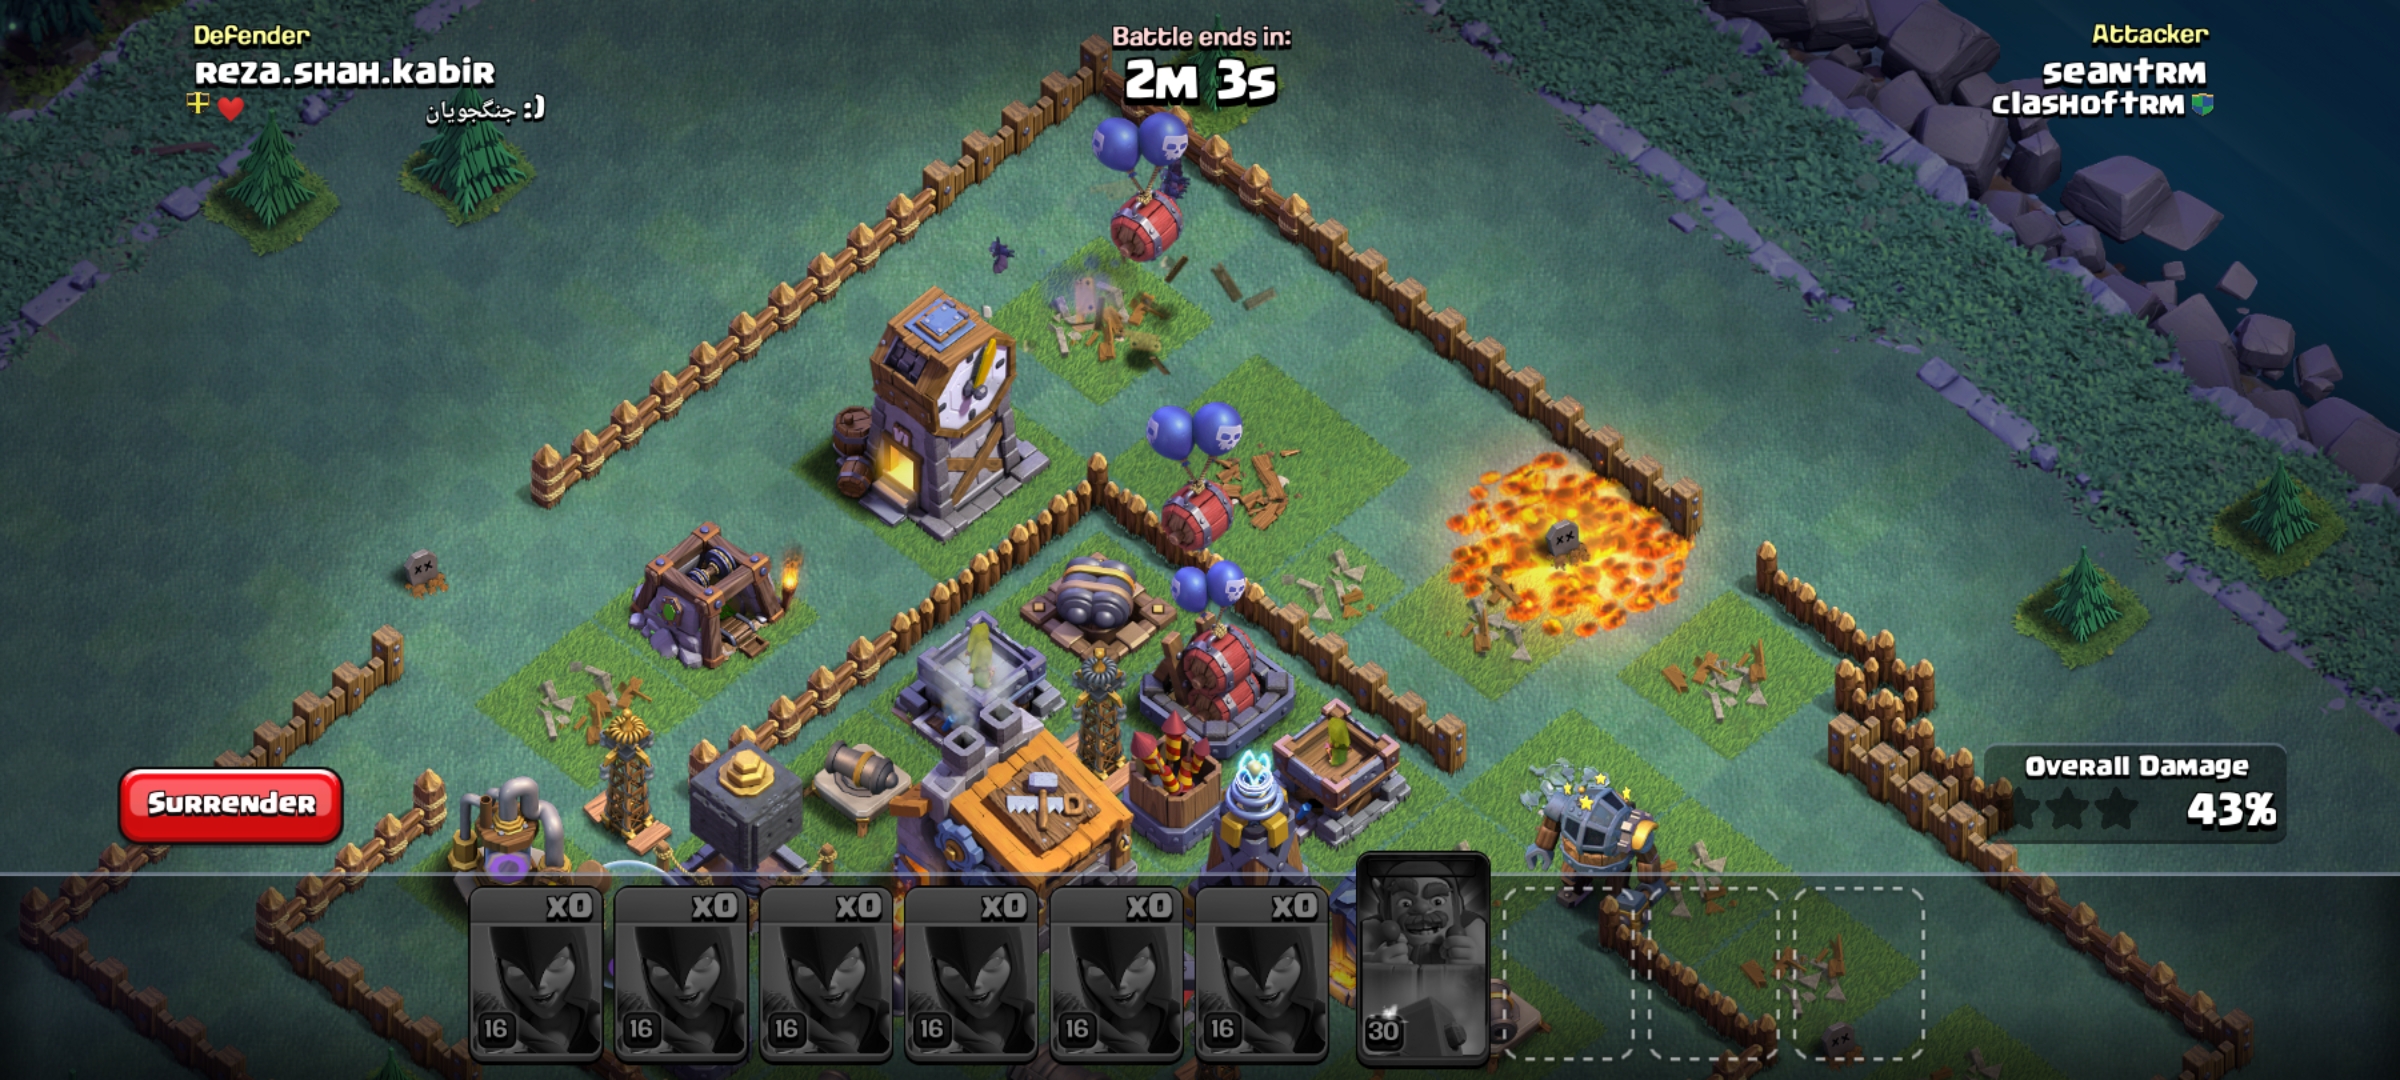 Defender
Reza.sHAH.kabiR
جنگجویان :)
Battle ends in:
2M 3s
Attacker
seantRM
clasHoftRM
Surrender
Overall Damage
43%
x0
x0
x0
x0
x0
x0
16
16
16
16
16
16
30